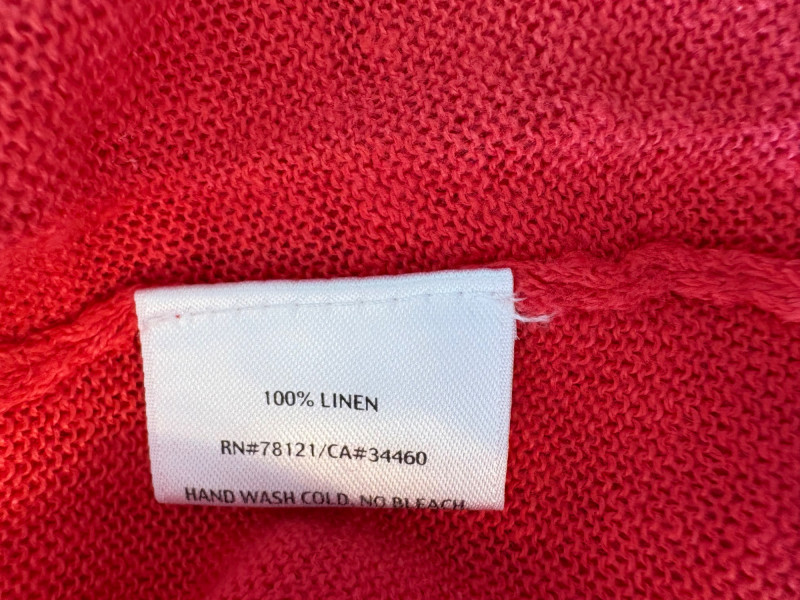 100% LINEN
RN#78121/CA#34460
HAND WASH COLD, NO BLEACH